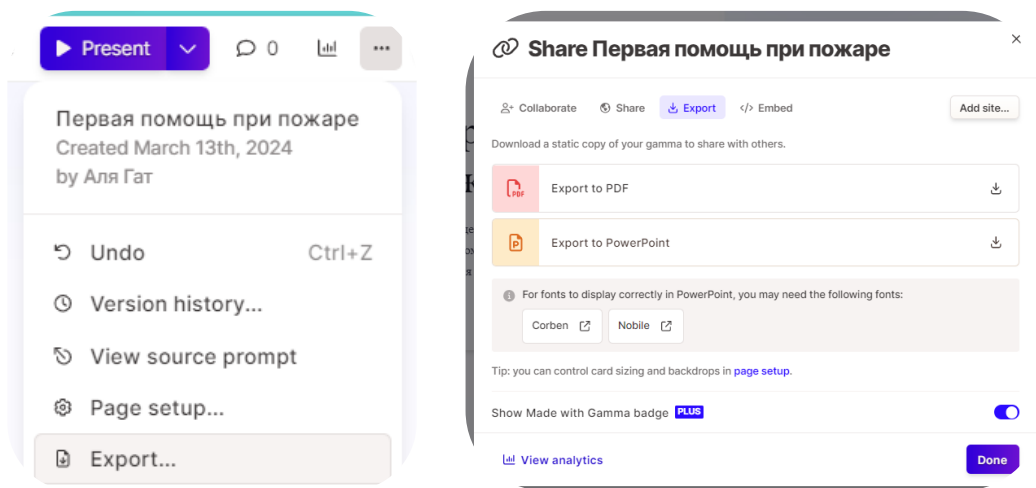 Present
0
Первая помощь при пожаре
Created March 13th, 2024
by Аля Гат
Undo Ctrl+Z
Version history...
View source prompt
Page setup...
Export...
Share Первая помощь при пожаре
Collaborate Share Export Embed Add site...
Download a static copy of your gamma to share with others.
PDF Export to PDF
P Export to PowerPoint
For fonts to display correctly in PowerPoint, you may need the following fonts:
Corben Nobile
Tip: you can control card sizing and backdrops in page setup.
Show Made with Gamma badge PLUS
View analytics Done